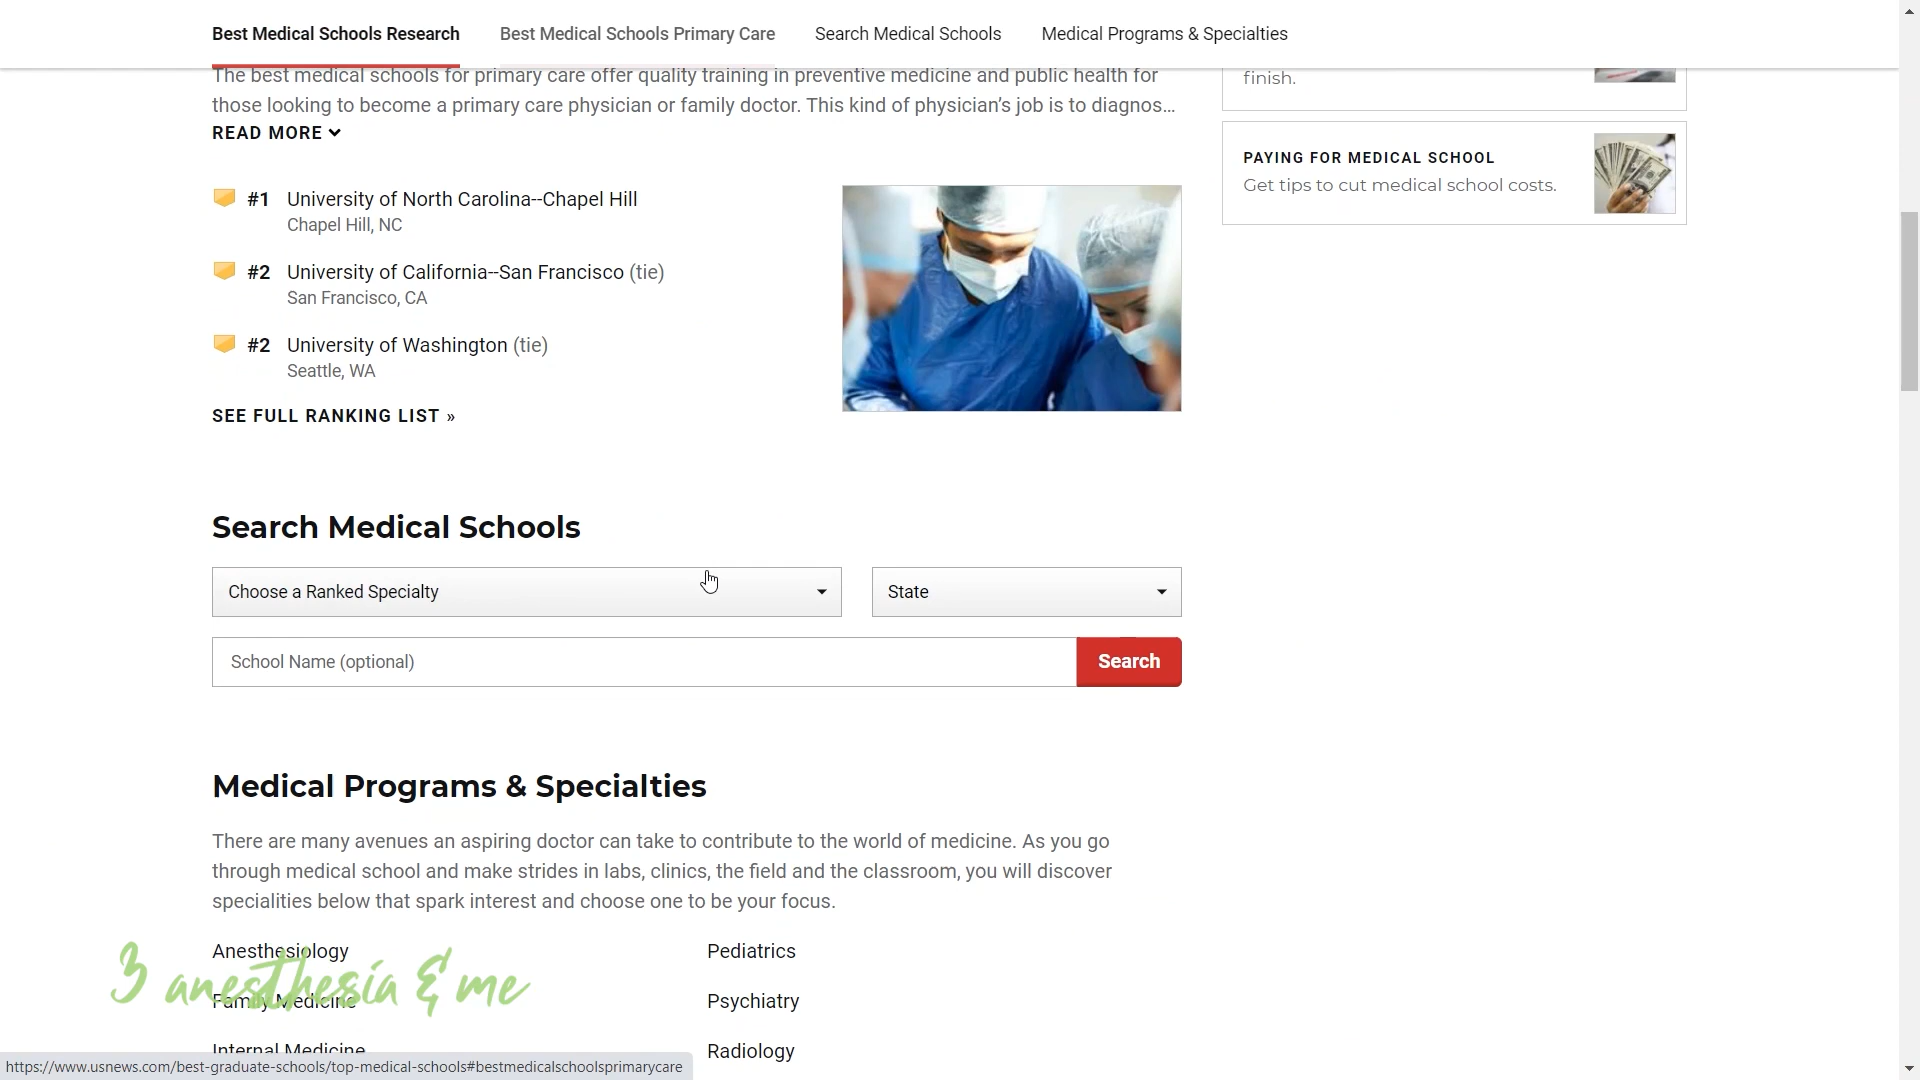 Best Medical Schools Research
Best Medical Schools Primary Care
Search Medical Schools
Medical Programs & Specialties
The best medical schools for primary care offer quality training in preventive medicine and public health for
those looking to become a primary care physician or family doctor. This kind of physician’s job is to diagnos...
READ MORE
finish.
PAYING FOR MEDICAL SCHOOL
Get tips to cut medical school costs.
#1 University of North Carolina--Chapel Hill
Chapel Hill, NC
#2 University of California--San Francisco (tie)
San Francisco, CA
#2 University of Washington (tie)
Seattle, WA
SEE FULL RANKING LIST »
Search Medical Schools
Choose a Ranked Specialty
State
School Name (optional)
Search
Medical Programs & Specialties
There are many avenues an aspiring doctor can take to contribute to the world of medicine. As you go
through medical school and make strides in labs, clinics, the field and the classroom, you will discover
specialities below that spark interest and choose one to be your focus.
Anesthesiology
Pediatrics
3 anesthesia & me
Family Medicine
Psychiatry
Internal Medicine
Radiology
https://www.usnews.com/best-graduate-schools/top-medical-schools#bestmedicalschoolsprimarycare